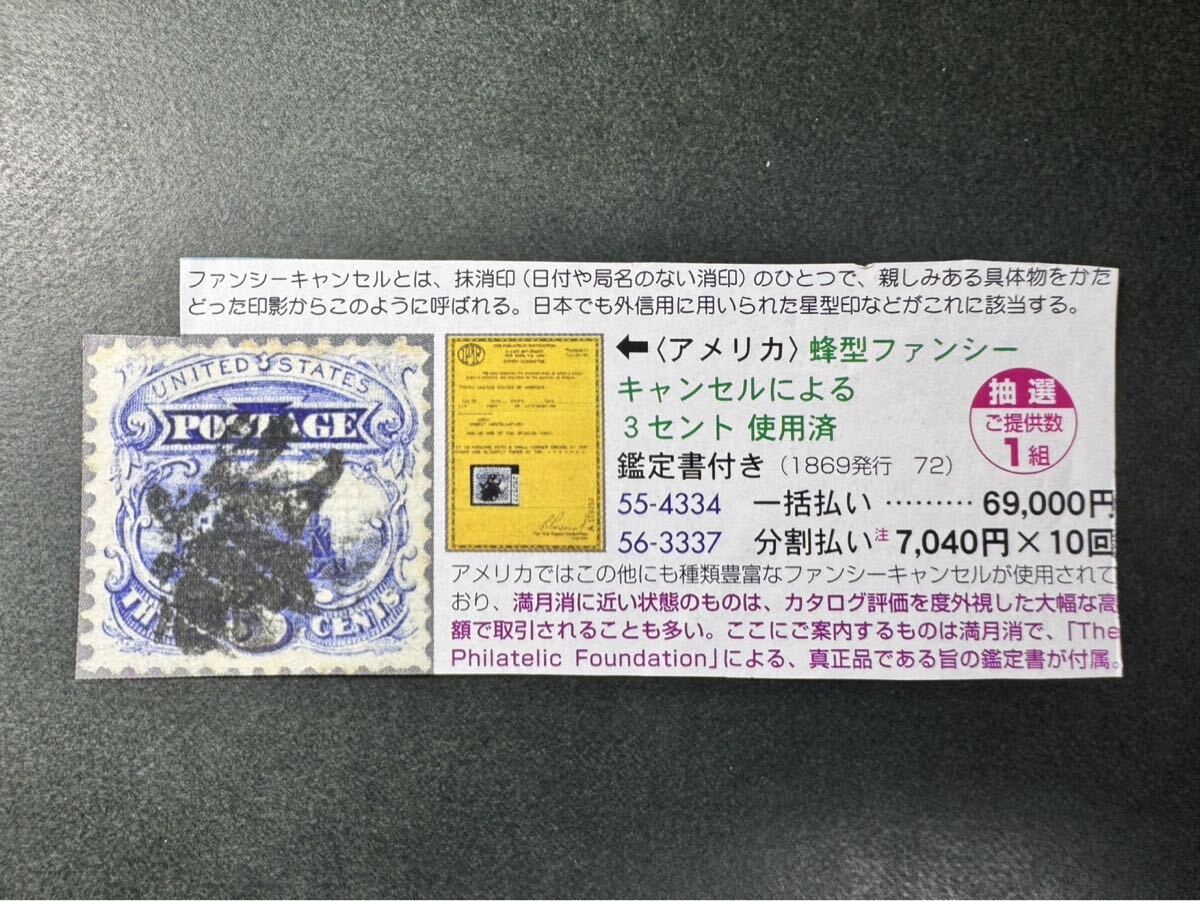 ファンシーキャンセルとは、抹消印（日付や局名のない消印）のひとつで、親しみある具体物をかた
どった印影からこのように呼ばれる。日本でも外信用に用いられた星型印などがこれに該当する。
UNITED STATES
POSTAGE
CENTS
←〈アメリカ〉蜂型ファンシー
キャンセルによる
3セント 使用済
鑑定書付き（1869発行 72）
抽選
ご提供数
1組
55-4334 一括払い ……… 69,000円
56-3337 分割払い注 7,040円×10回
アメリカではこの他にも種類豊富なファンシーキャンセルが使用されて
おり、満月消に近い状態のものは、カタログ評価を度外視した大幅な高
額で取引されることも多い。ここにご案内するものは満月消で、「The
Philatelic Foundation」による、真正品である旨の鑑定書が付属。